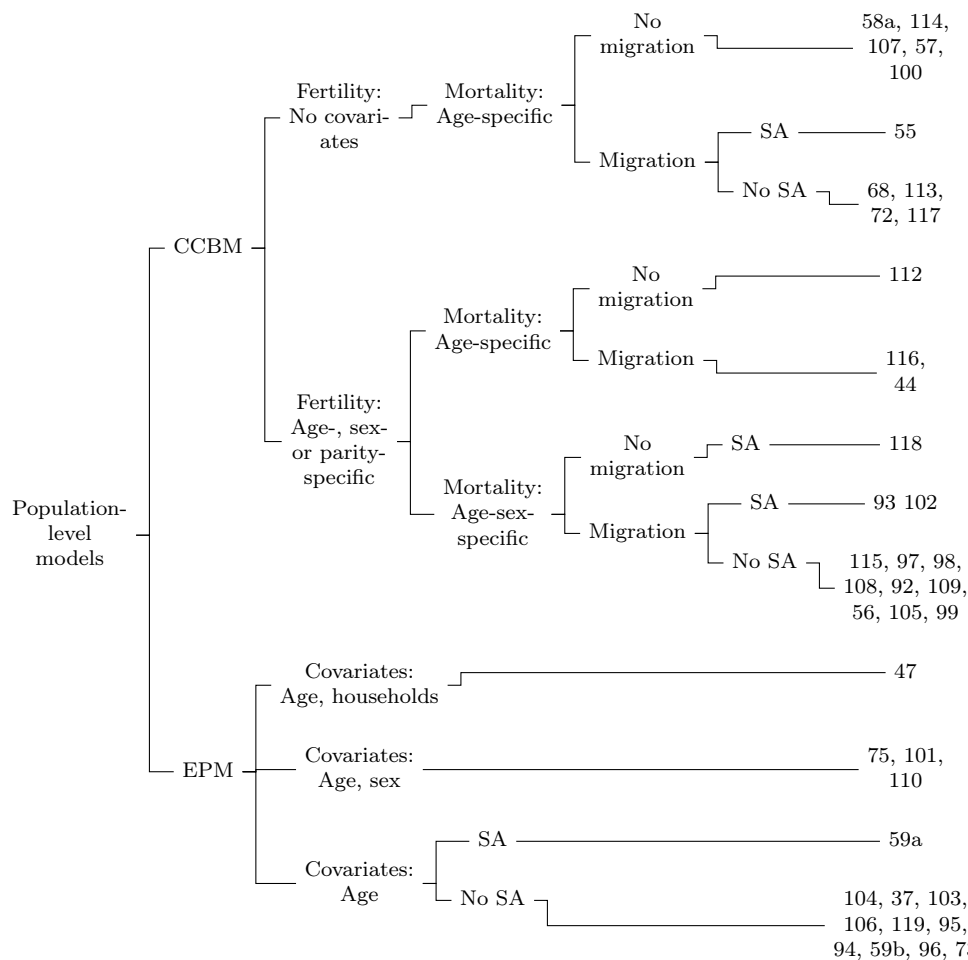 Population-
level
models
CCBM
Fertility:
No covari-
ates
Mortality:
Age-specific
No
migration
58a, 114,
107, 57,
100
Migration
SA
55
No SA
68, 113,
72, 117
Fertility:
Age-, sex-
or parity-
specific
Mortality:
Age-specific
No
migration
112
Migration
116,
44
Mortality:
Age-sex-
specific
No
migration
SA
118
Migration
SA
93 102
No SA
115, 97, 98,
108, 92, 109,
56, 105, 99
EPM
Covariates:
Age, households
47
Covariates:
Age, sex
75, 101,
110
Covariates:
Age
SA
59a
No SA
104, 37, 103,
106, 119, 95,
94, 59b, 96,